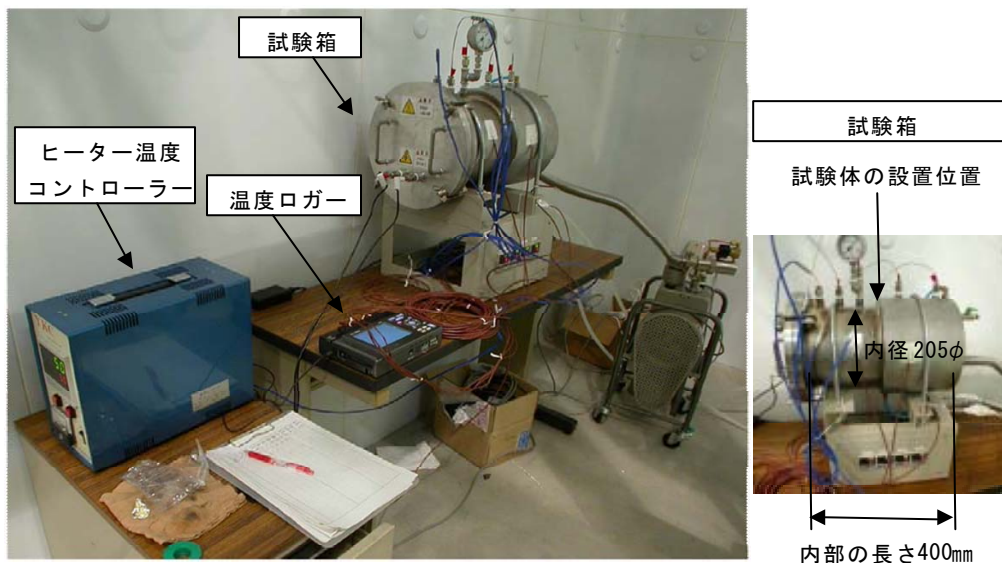 試験箱
ヒーター温度
コントローラー
温度ロガー
試験箱
試験体の設置位置
内径205φ
内部の長さ400㎜